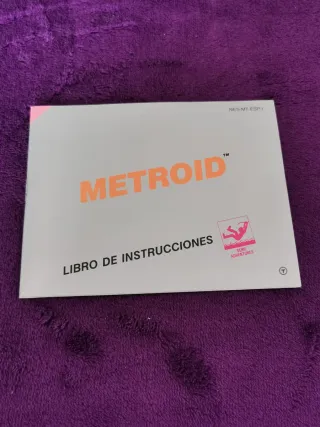 METROID™
LIBRO DE INSTRUCCIONES